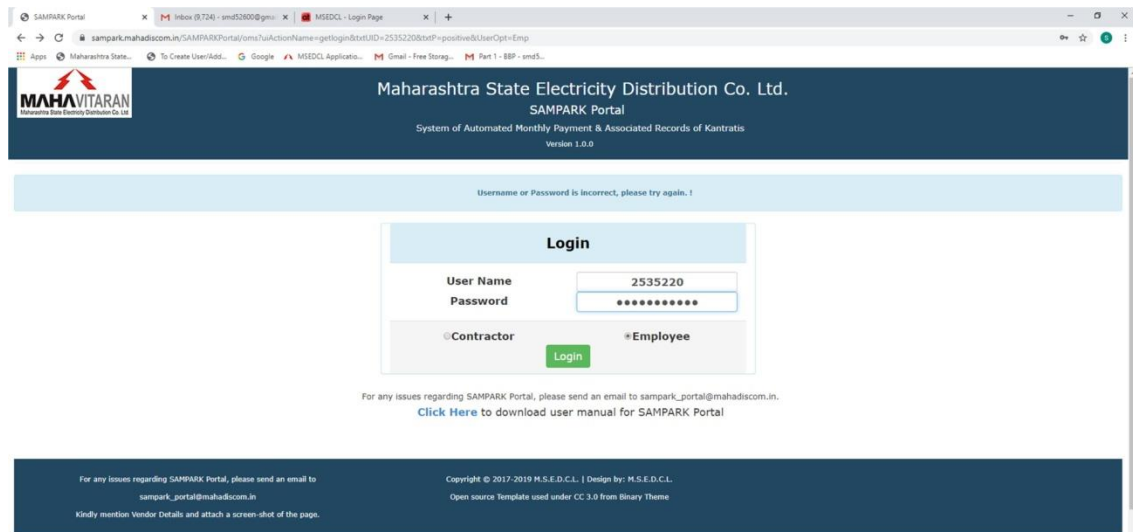 SAMPARK Portal
Inbox (9,724) - smd52600@gmai
MSEDCL - Login Page
sampark.mahadiscom.in/SAMPARKPortal/oms?uiActionName=getlogin&txtUID=2535220&txtP=positive&UserOpt=Emp
Apps Maharashtra State... To Create User/Add... Google MSEDCL Applicatio... Gmail - Free Storag... Part 1 - BBP - smd5...
MAHAVITARAN
Maharashtra State Electricity Distribution Co. Ltd
Maharashtra State Electricity Distribution Co. Ltd.
SAMPARK Portal
System of Automated Monthly Payment & Associated Records of Kantratis
Version 1.0.0
Username or Password is incorrect, please try again. !
Login
User Name 2535220
Password
Contractor Employee
Login
For any issues regarding SAMPARK Portal, please send an email to sampark_portal@mahadiscom.in.
Click Here to download user manual for SAMPARK Portal
For any issues regarding SAMPARK Portal, please send an email to
sampark_portal@mahadiscom.in
Kindly mention Vendor Details and attach a screen-shot of the page.
Copyright © 2017-2019 M.S.E.D.C.L. | Design by: M.S.E.D.C.L.
Open source Template used under CC 3.0 from Binary Theme